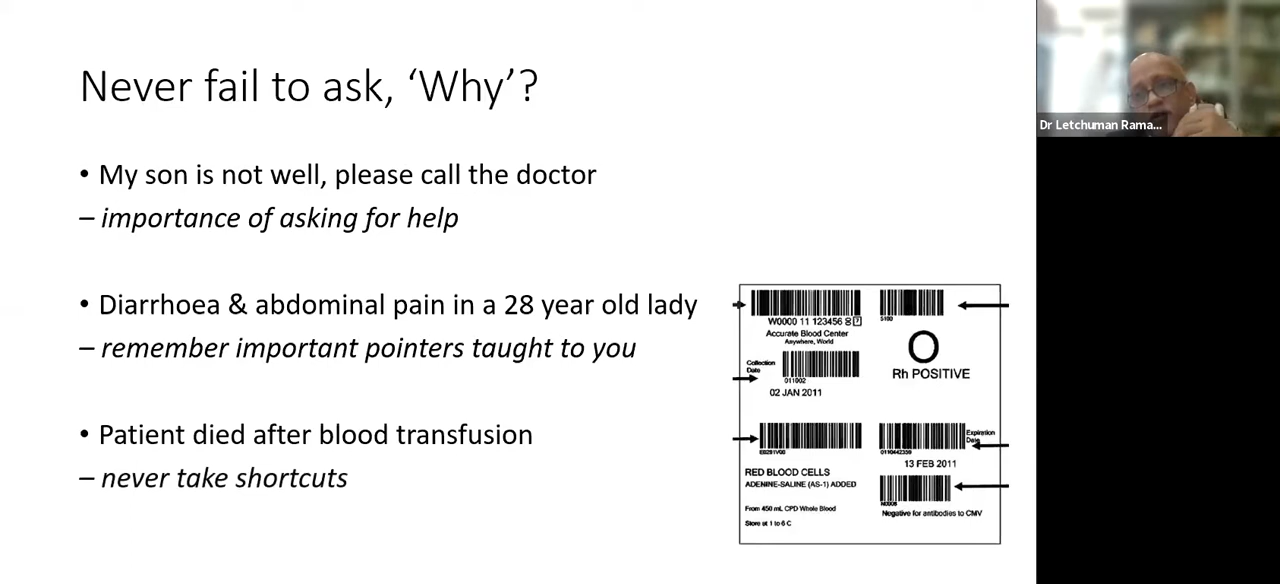 Never fail to ask, ‘Why’?
• My son is not well, please call the doctor
– importance of asking for help
• Diarrhoea & abdominal pain in a 28 year old lady
– remember important pointers taught to you
• Patient died after blood transfusion
– never take shortcuts
W0000 11 123456 8 ?
Accurate Blood Center
Anywhere, World
5100
O
Rh POSITIVE
Collection
Date
011002
02 JAN 2011
Expiration
Date
13 FEB 2011
RED BLOOD CELLS
ADENINE-SALINE (AS-1) ADDED
From 450 mL CPD Whole Blood
Store at 1 to 6 C
Negative for antibodies to CMV
Dr Letchuman Rama...